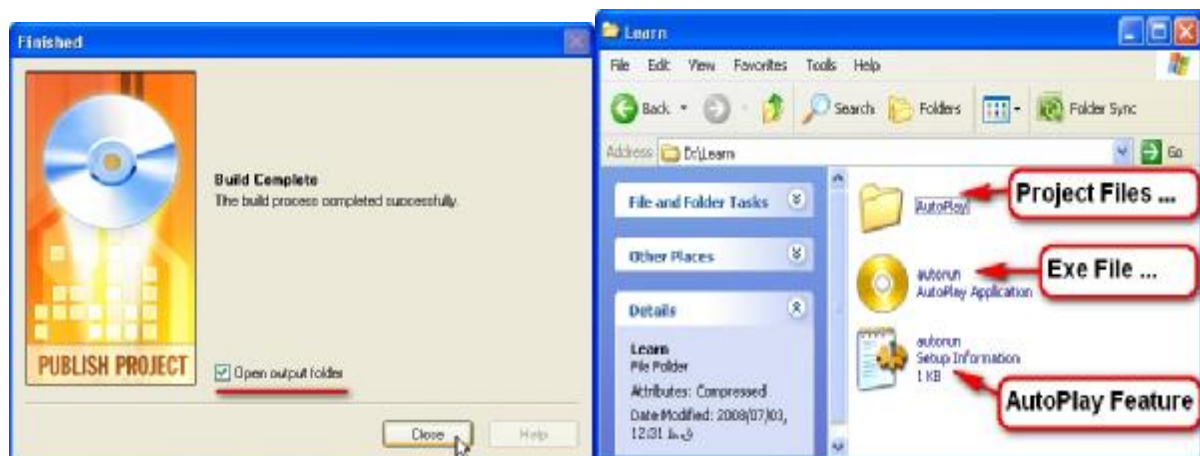 Finished
Build Complete
The build process completed successfully.
PUBLISH PROJECT
Open output folder
Close
Help
Learn
File Edit View Favorites Tools Help
Back Search Folders Folder Sync
Address D:\Learn Go
File and Folder Tasks
Other Places
Details
Learn
File Folder
Attributes: Compressed
Date Modified: 2008/07/03,
12:31
AutoPlay
Project Files ...
autorun
AutoPlay Application
Exe File ...
autorun
Setup Information
1 KB
AutoPlay Feature